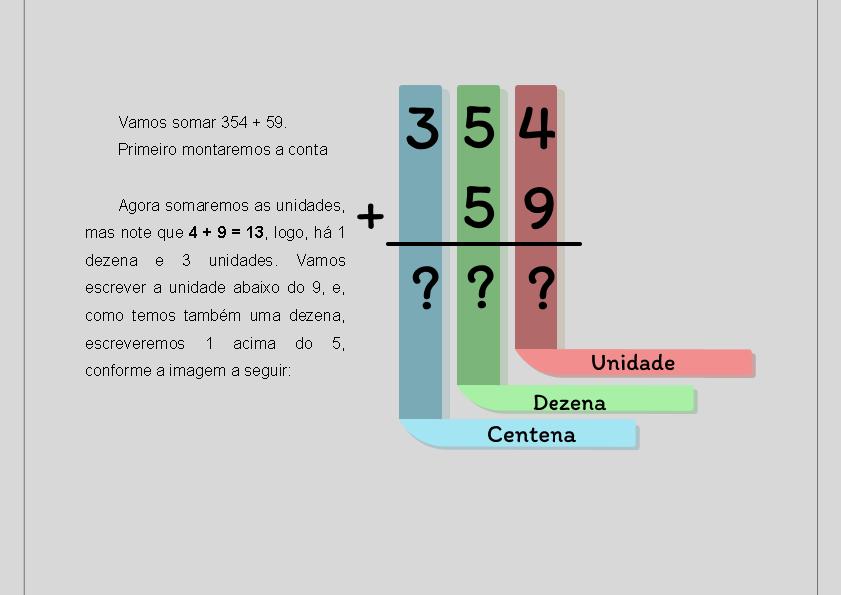 Vamos somar 354 + 59.
Primeiro montaremos a conta
Agora somaremos as unidades,
mas note que 4 + 9 = 13, logo, há 1
dezena e 3 unidades. Vamos
escrever a unidade abaixo do 9, e,
como temos também uma dezena,
escreveremos 1 acima do 5,
conforme a imagem a seguir:
3 5 4
+ 5 9
? ? ?
Unidade
Dezena
Centena